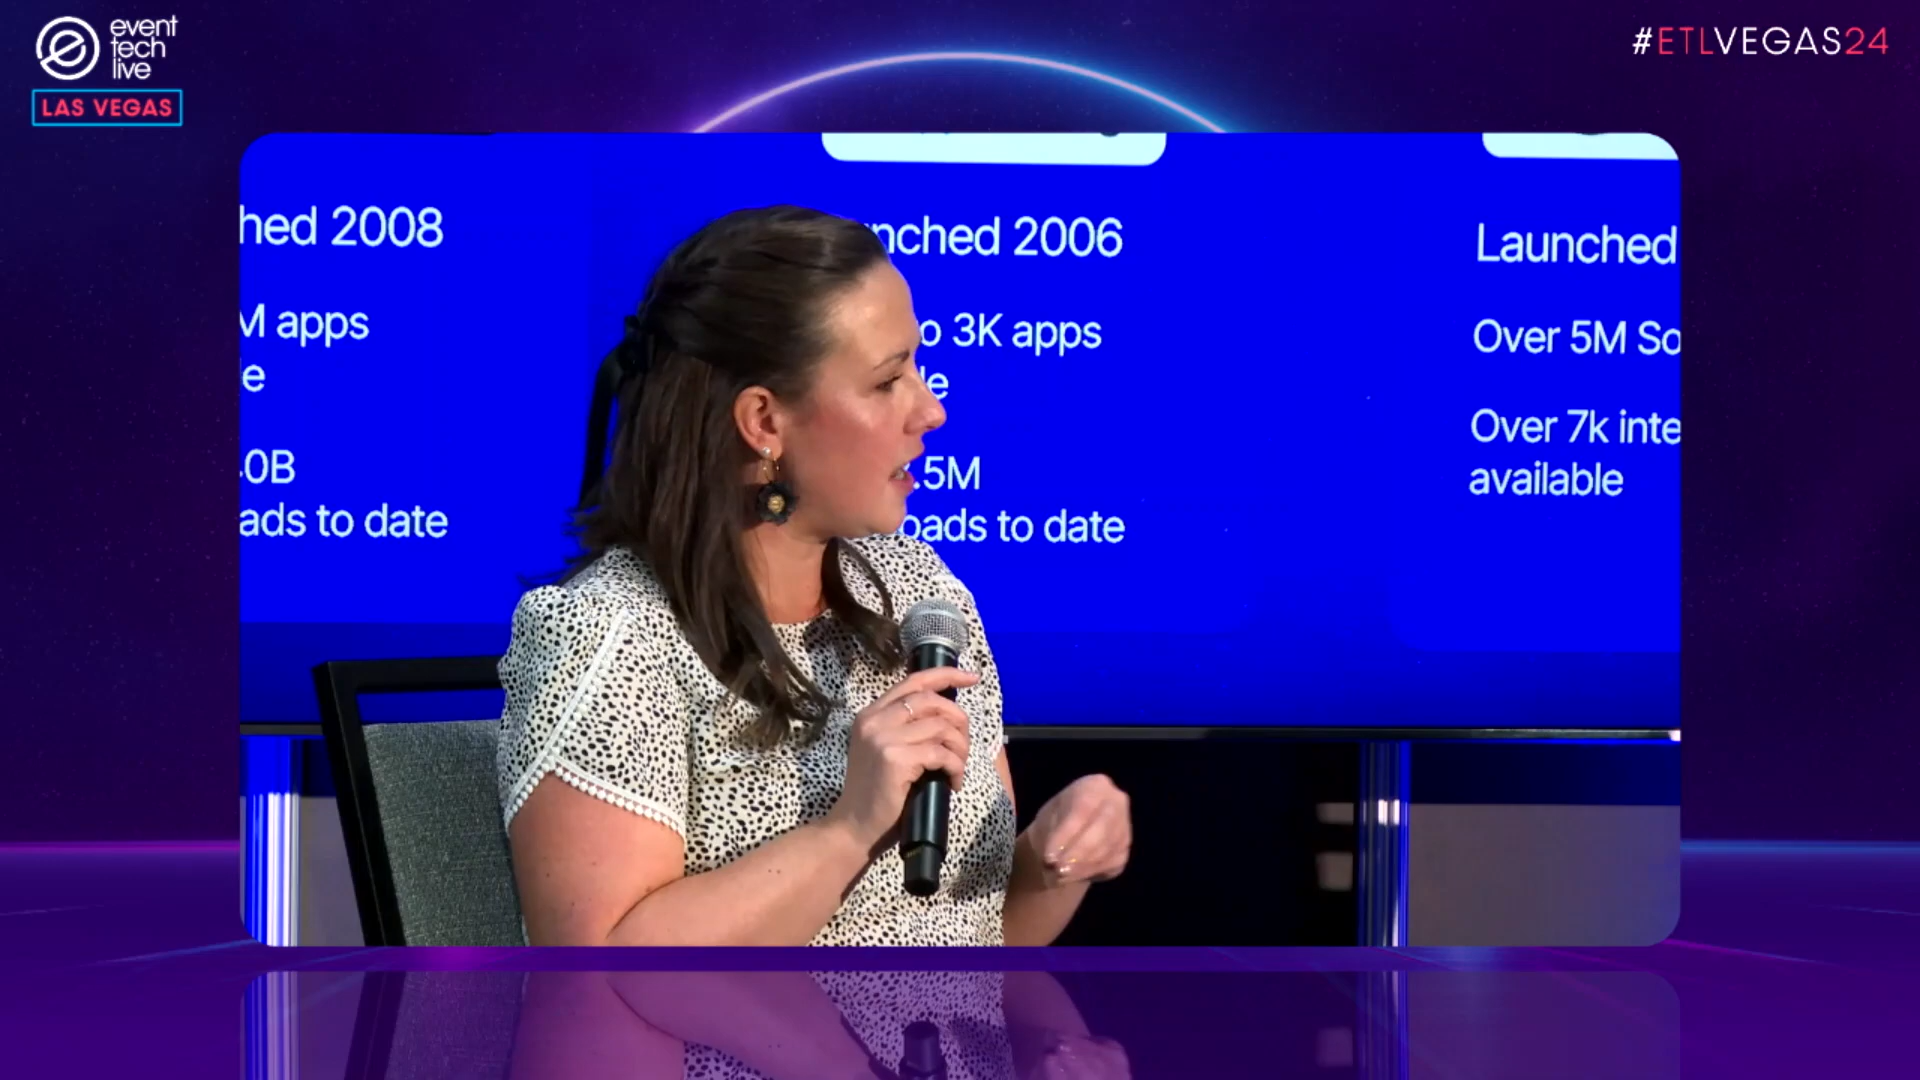 event
tech
live
LAS VEGAS
#ETLVEGAS24
hed 2008
M apps
e
.0B
ads to date
nched 2006
o 3K apps
le
.5M
oads to date
Launched
Over 5M So
Over 7k inte
available